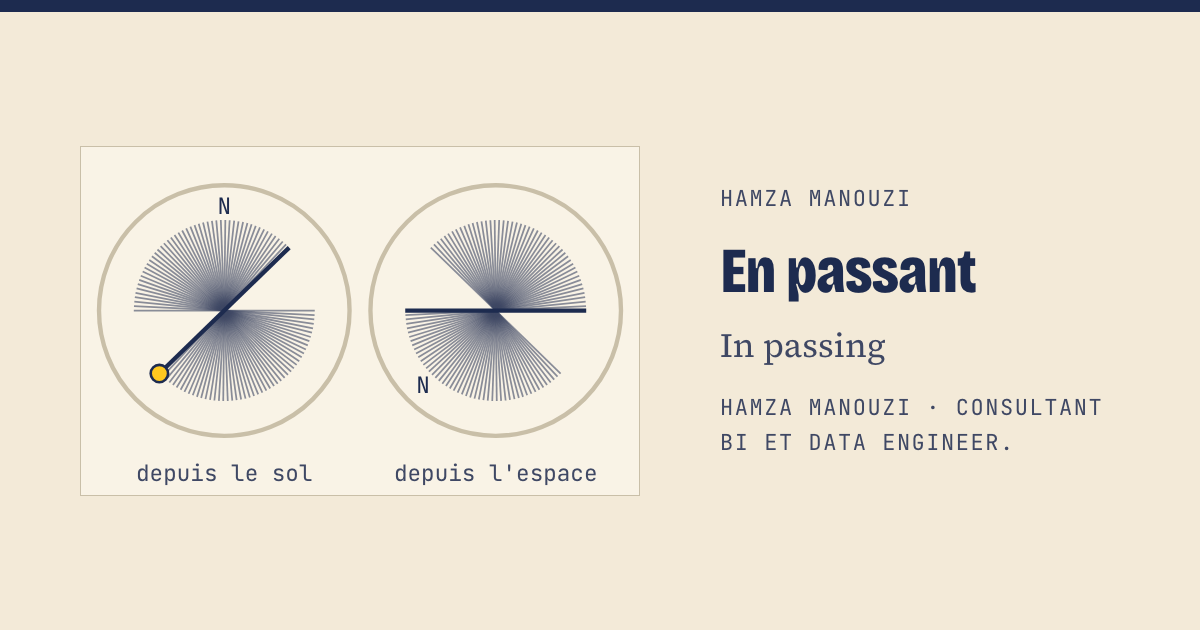 N
N
depuis le sol
depuis l'espace
HAMZA MANOUZI
En passant
In passing
HAMZA MANOUZI · CONSULTANT
BI ET DATA ENGINEER.